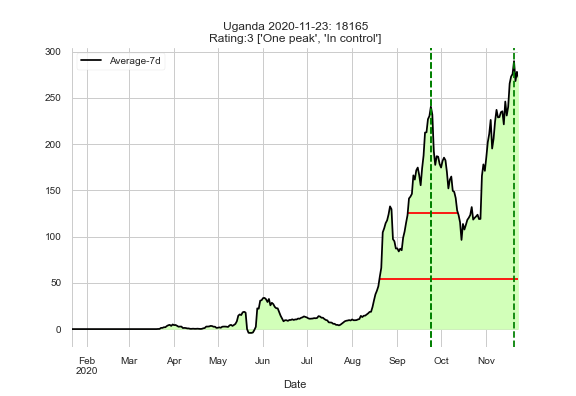 Uganda 2020-11-23: 18165
Rating:3 ['One peak', 'In control']
Average-7d
300
250
200
150
100
50
0
Feb Mar Apr May Jun Jul Aug Sep Oct Nov
2020
Date